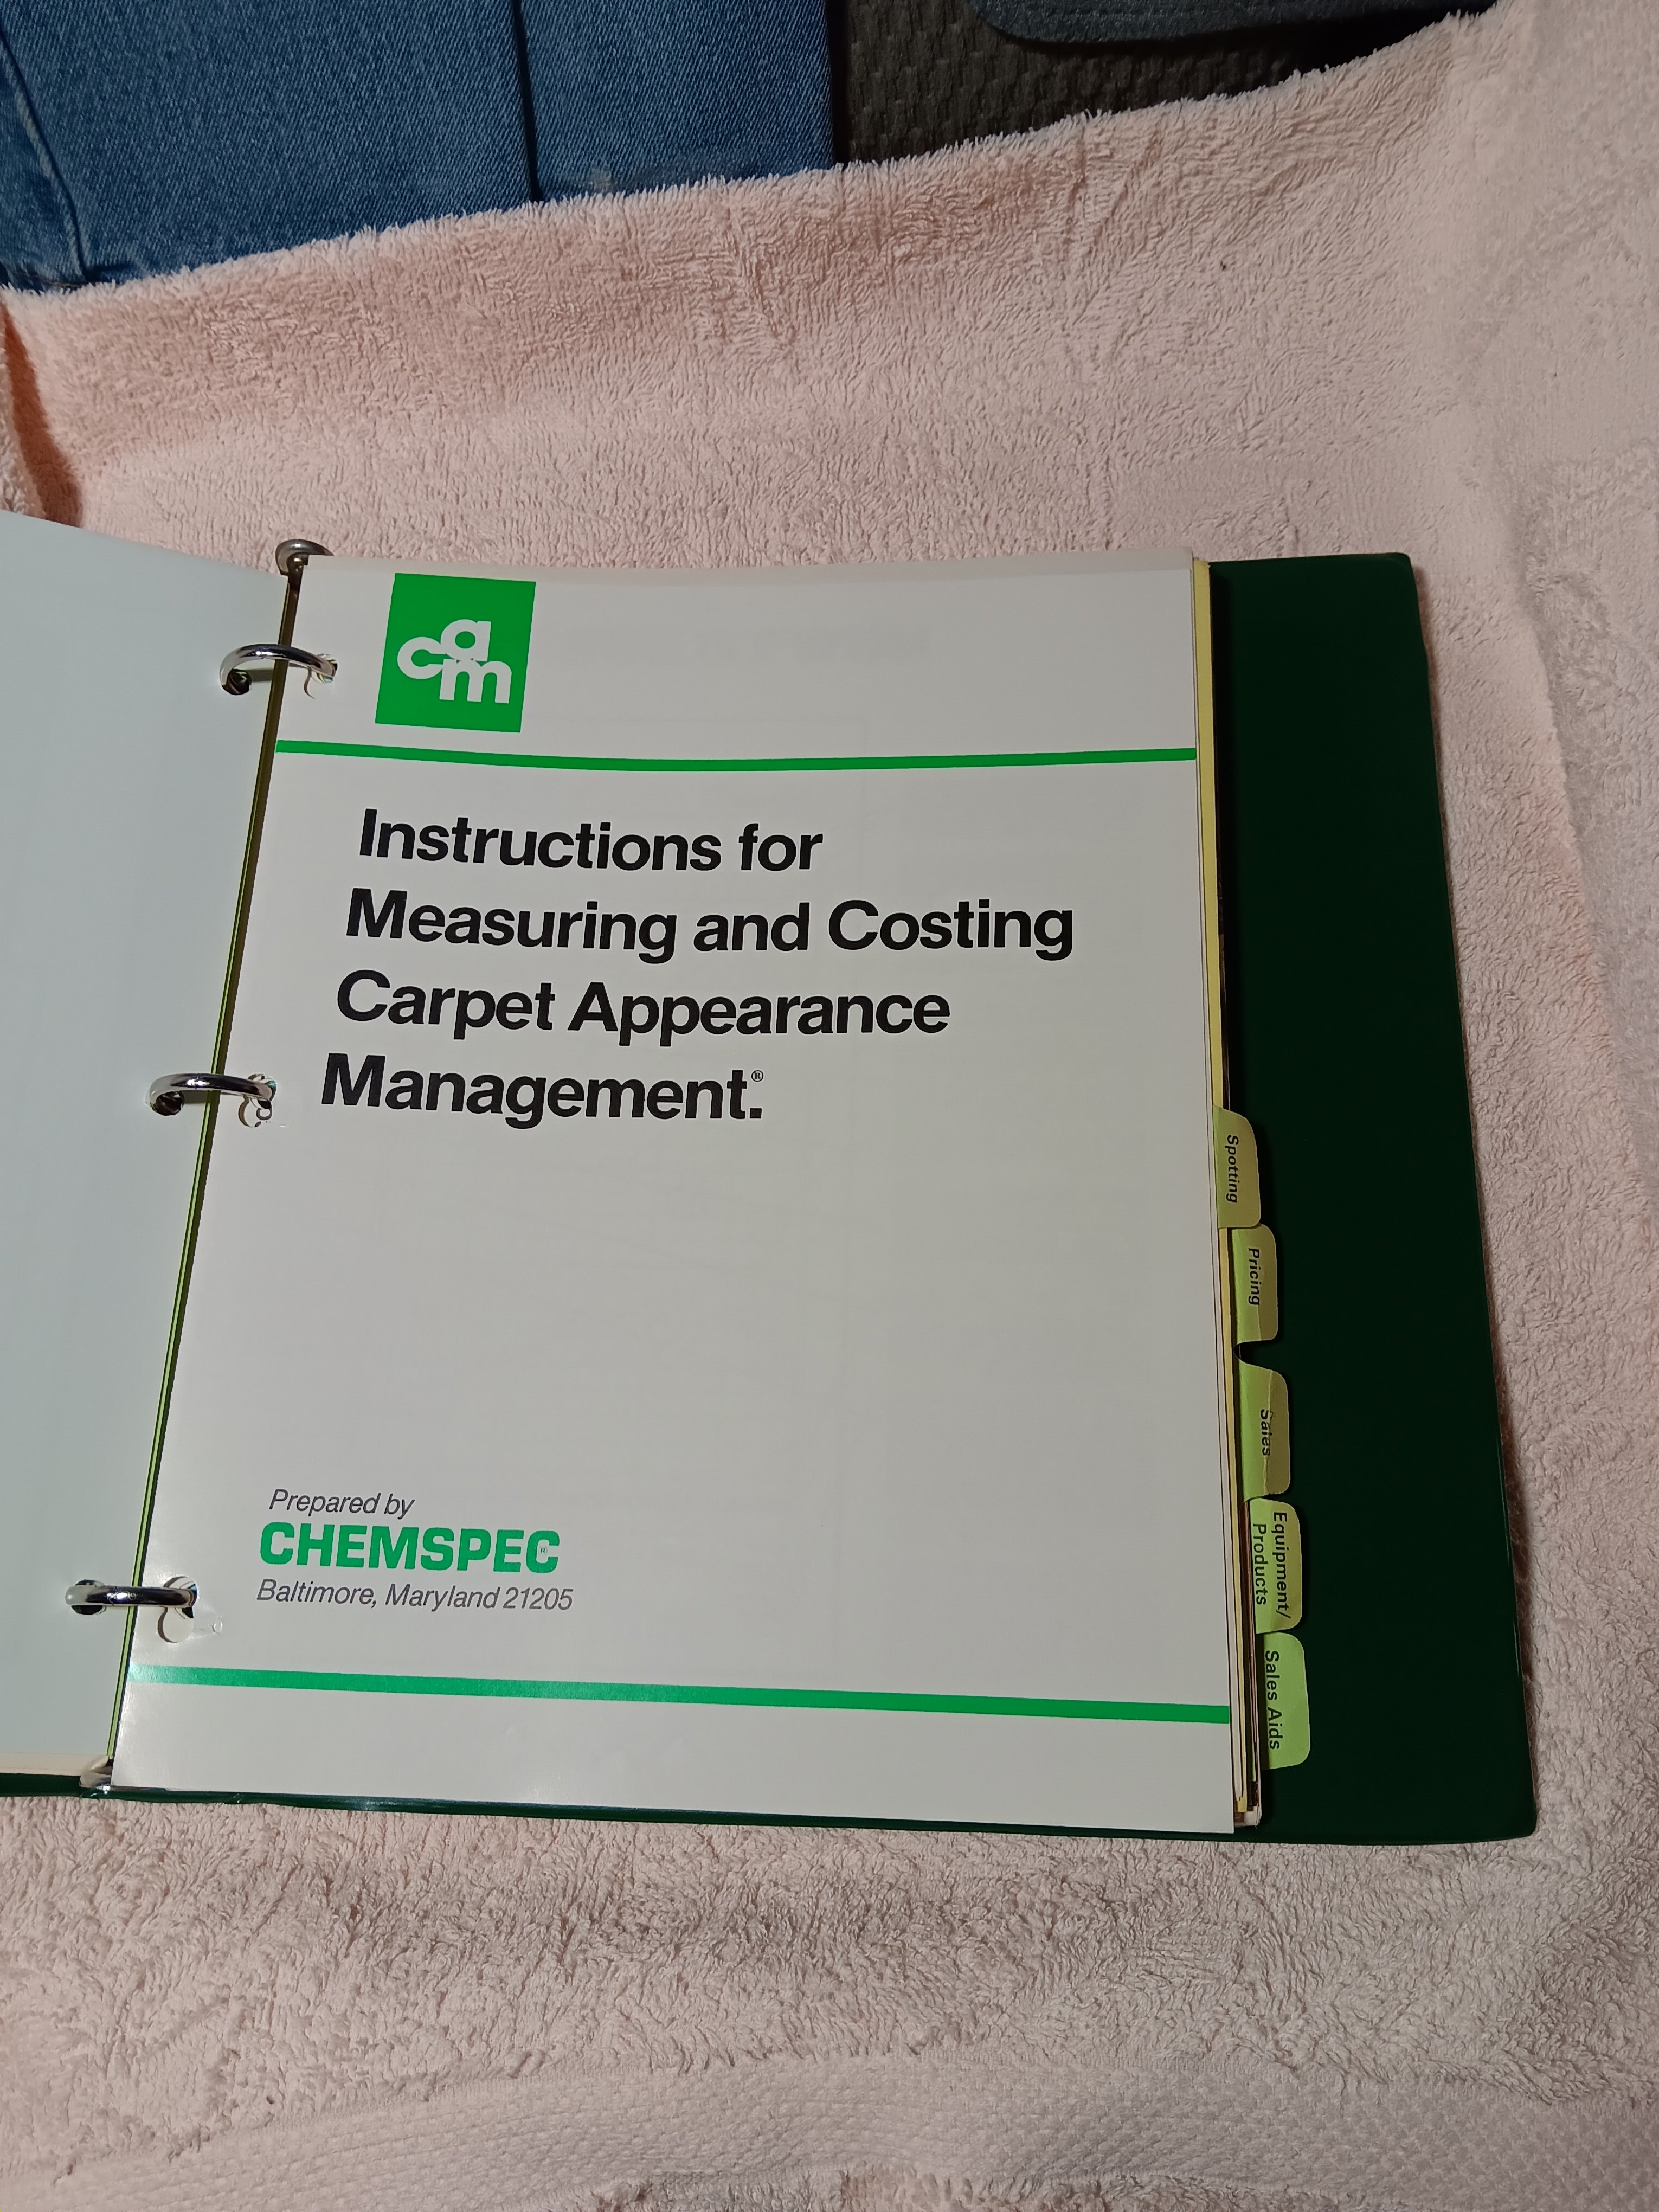 cam
Instructions for
Measuring and Costing
Carpet Appearance
Management.®
Prepared by
CHEMSPEC®
Baltimore, Maryland 21205
Spotting
Pricing
Sales
Equipment/
Products
Sales Aids